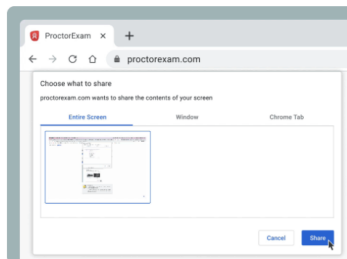 ProctorExam
proctorexam.com
Choose what to share
proctorexam.com wants to share the contents of your screen
Entire Screen Window Chrome Tab
Cancel Share